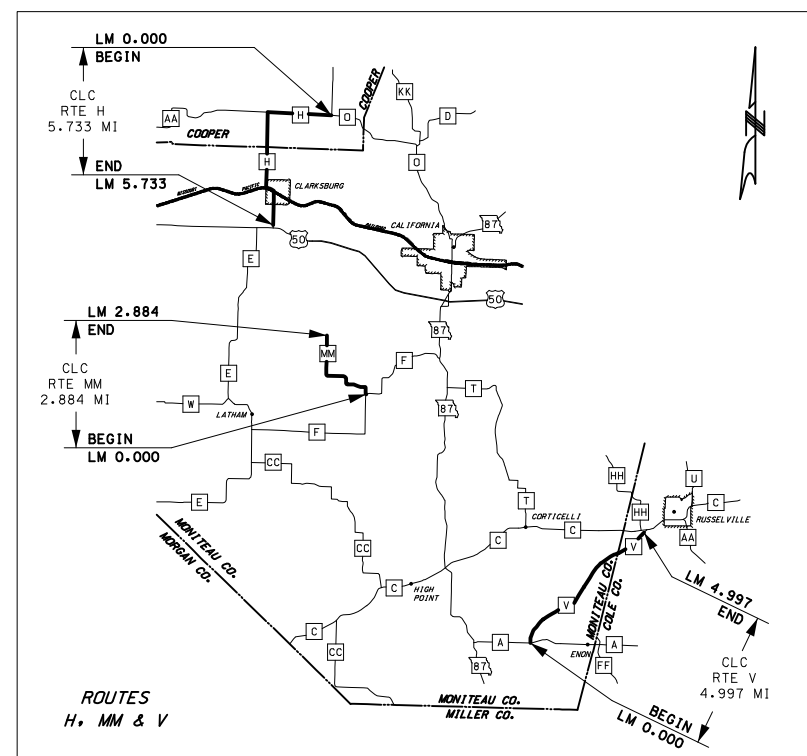 LM 0.000
BEGIN
CLC
RTE H
5.733 MI
END
LM 5.733
COOPER
KK
AA
H
O
D
COOPER
H
O
CLARKSBURG
MISSOURI
PACIFIC
RAILROAD
CALIFORNIA
87
50
E
50
N
LM 2.884
END
CLC
RTE MM
2.884 MI
BEGIN
LM 0.000
87
MM
F
E
T
W
LATHAM
87
F
CC
HH
U
E
T
CORTICELLI
HH
C
RUSSELVILLE
C
C
AA
MONITEAU CO.
MORGAN CO.
CC
V
C
HIGH
POINT
V
MONITEAU CO.
COLE CO.
LM 4.997
END
C
CC
A
ENON
A
87
FF
CLC
RTE V
4.997 MI
BEGIN
LM 0.000
MONITEAU CO.
MILLER CO.
ROUTES
H, MM & V